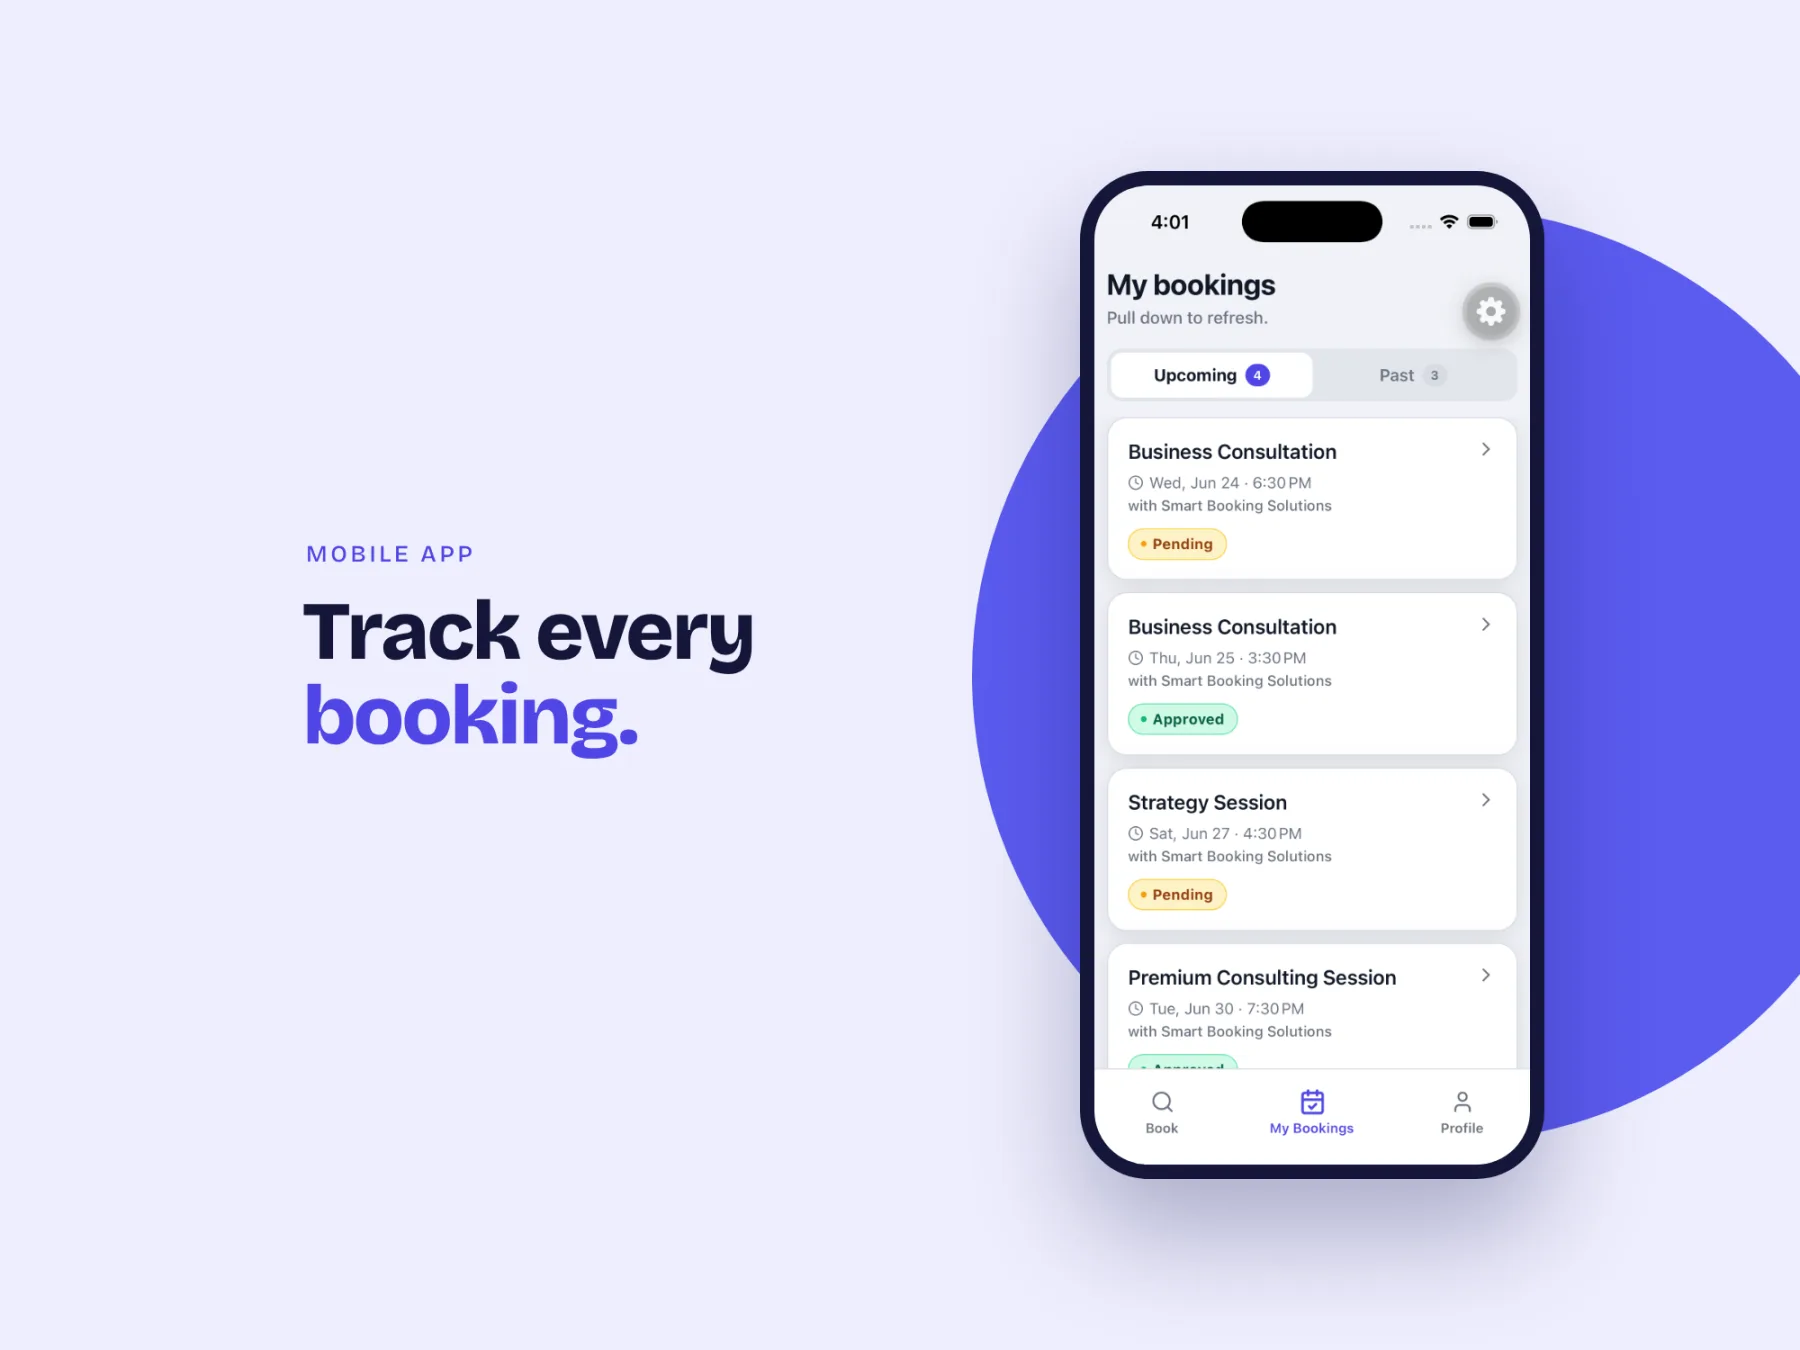 MOBILE APP
Track every
booking.
4:01
My bookings
Pull down to refresh.
Upcoming 4
Past 3
Business Consultation
Wed, Jun 24 · 6:30 PM
with Smart Booking Solutions
Pending
Business Consultation
Thu, Jun 25 · 3:30 PM
with Smart Booking Solutions
Approved
Strategy Session
Sat, Jun 27 · 4:30 PM
with Smart Booking Solutions
Pending
Premium Consulting Session
Tue, Jun 30 · 7:30 PM
with Smart Booking Solutions
Approved
Book
My Bookings
Profile